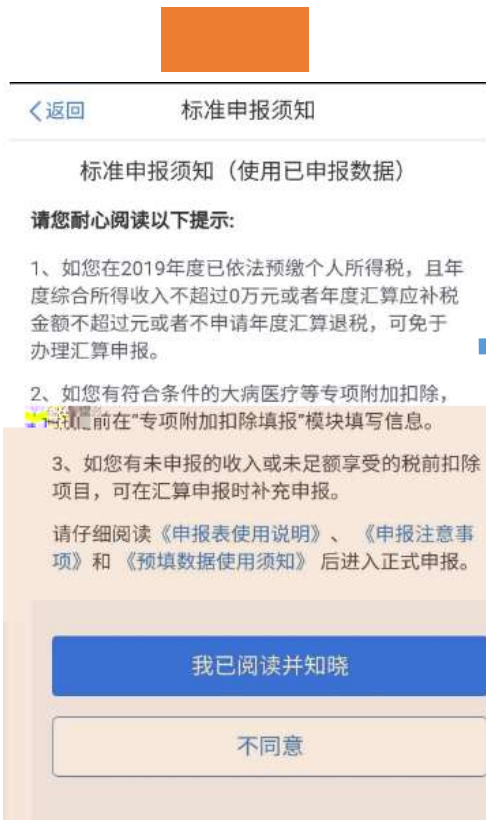 返回 标准申报须知
标准申报须知（使用已申报数据）
请您耐心阅读以下提示:
1、如您在2019年度已依法预缴个人所得税，且年
度综合所得收入不超过0万元或者年度汇算应补税
金额不超过元或者不申请年度汇算退税，可免于
办理汇算申报。
2、如您有符合条件的大病医疗等专项附加扣除，
前在“专项附加扣除填报”模块填写信息。
3、如您有未申报的收入或未足额享受的税前扣除
项目，可在汇算申报时补充申报。
请仔细阅读《申报表使用说明》、《申报注意事
项》和《预填数据使用须知》后进入正式申报。
我已阅读并知晓
不同意